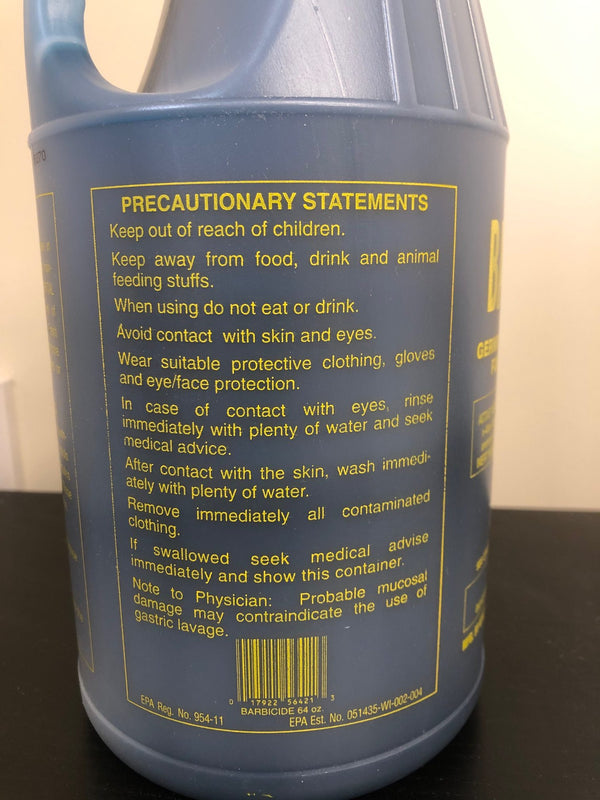 PRECAUTIONARY STATEMENTS
Keep out of reach of children.
Keep away from food, drink and animal
feeding stuffs.
When using do not eat or drink.
Avoid contact with skin and eyes.
Wear suitable protective clothing, gloves
and eye/face protection.
In case of contact with eyes, rinse
immediately with plenty of water and seek
medical advice.
After contact with the skin, wash immedi-
ately with plenty of water.
Remove immediately all contaminated
clothing.
If swallowed seek medical advise
immediately and show this container.
Note to Physician: Probable mucosal
damage may contraindicate the use of
gastric lavage.
0 17922 56421 3
BARBICIDE 64 oz.
EPA Reg. No. 954-11
EPA Est. No. 051435-WI-002-004